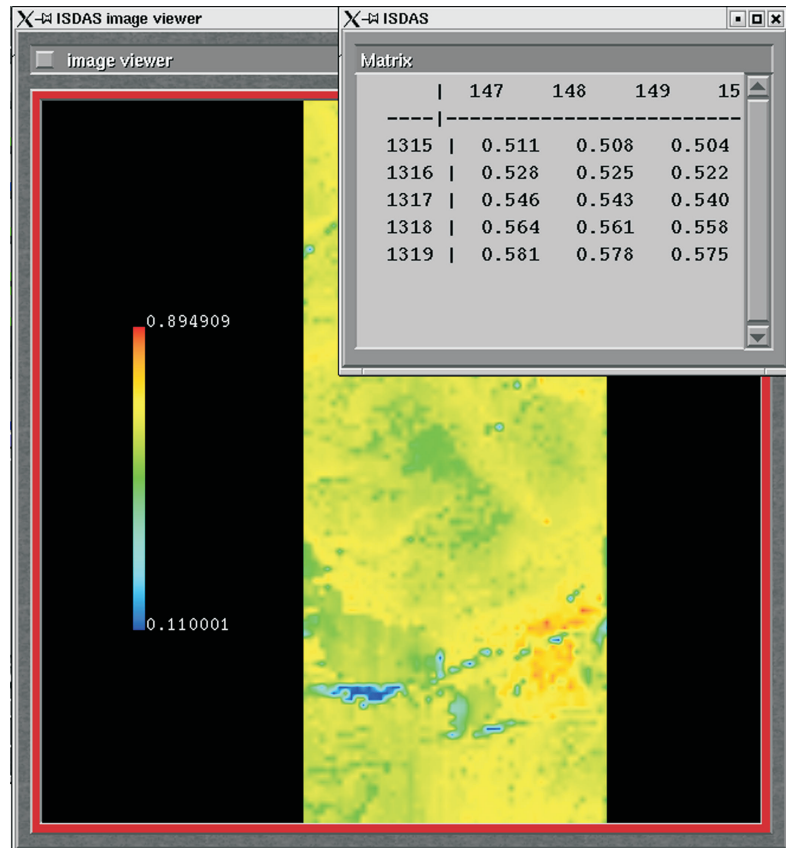 ISDAS image viewer
image viewer
ISDAS
Matrix
| 147 148 149 15
----|-------------------------
1315 | 0.511 0.508 0.504
1316 | 0.528 0.525 0.522
1317 | 0.546 0.543 0.540
1318 | 0.564 0.561 0.558
1319 | 0.581 0.578 0.575
0.894909
0.110001